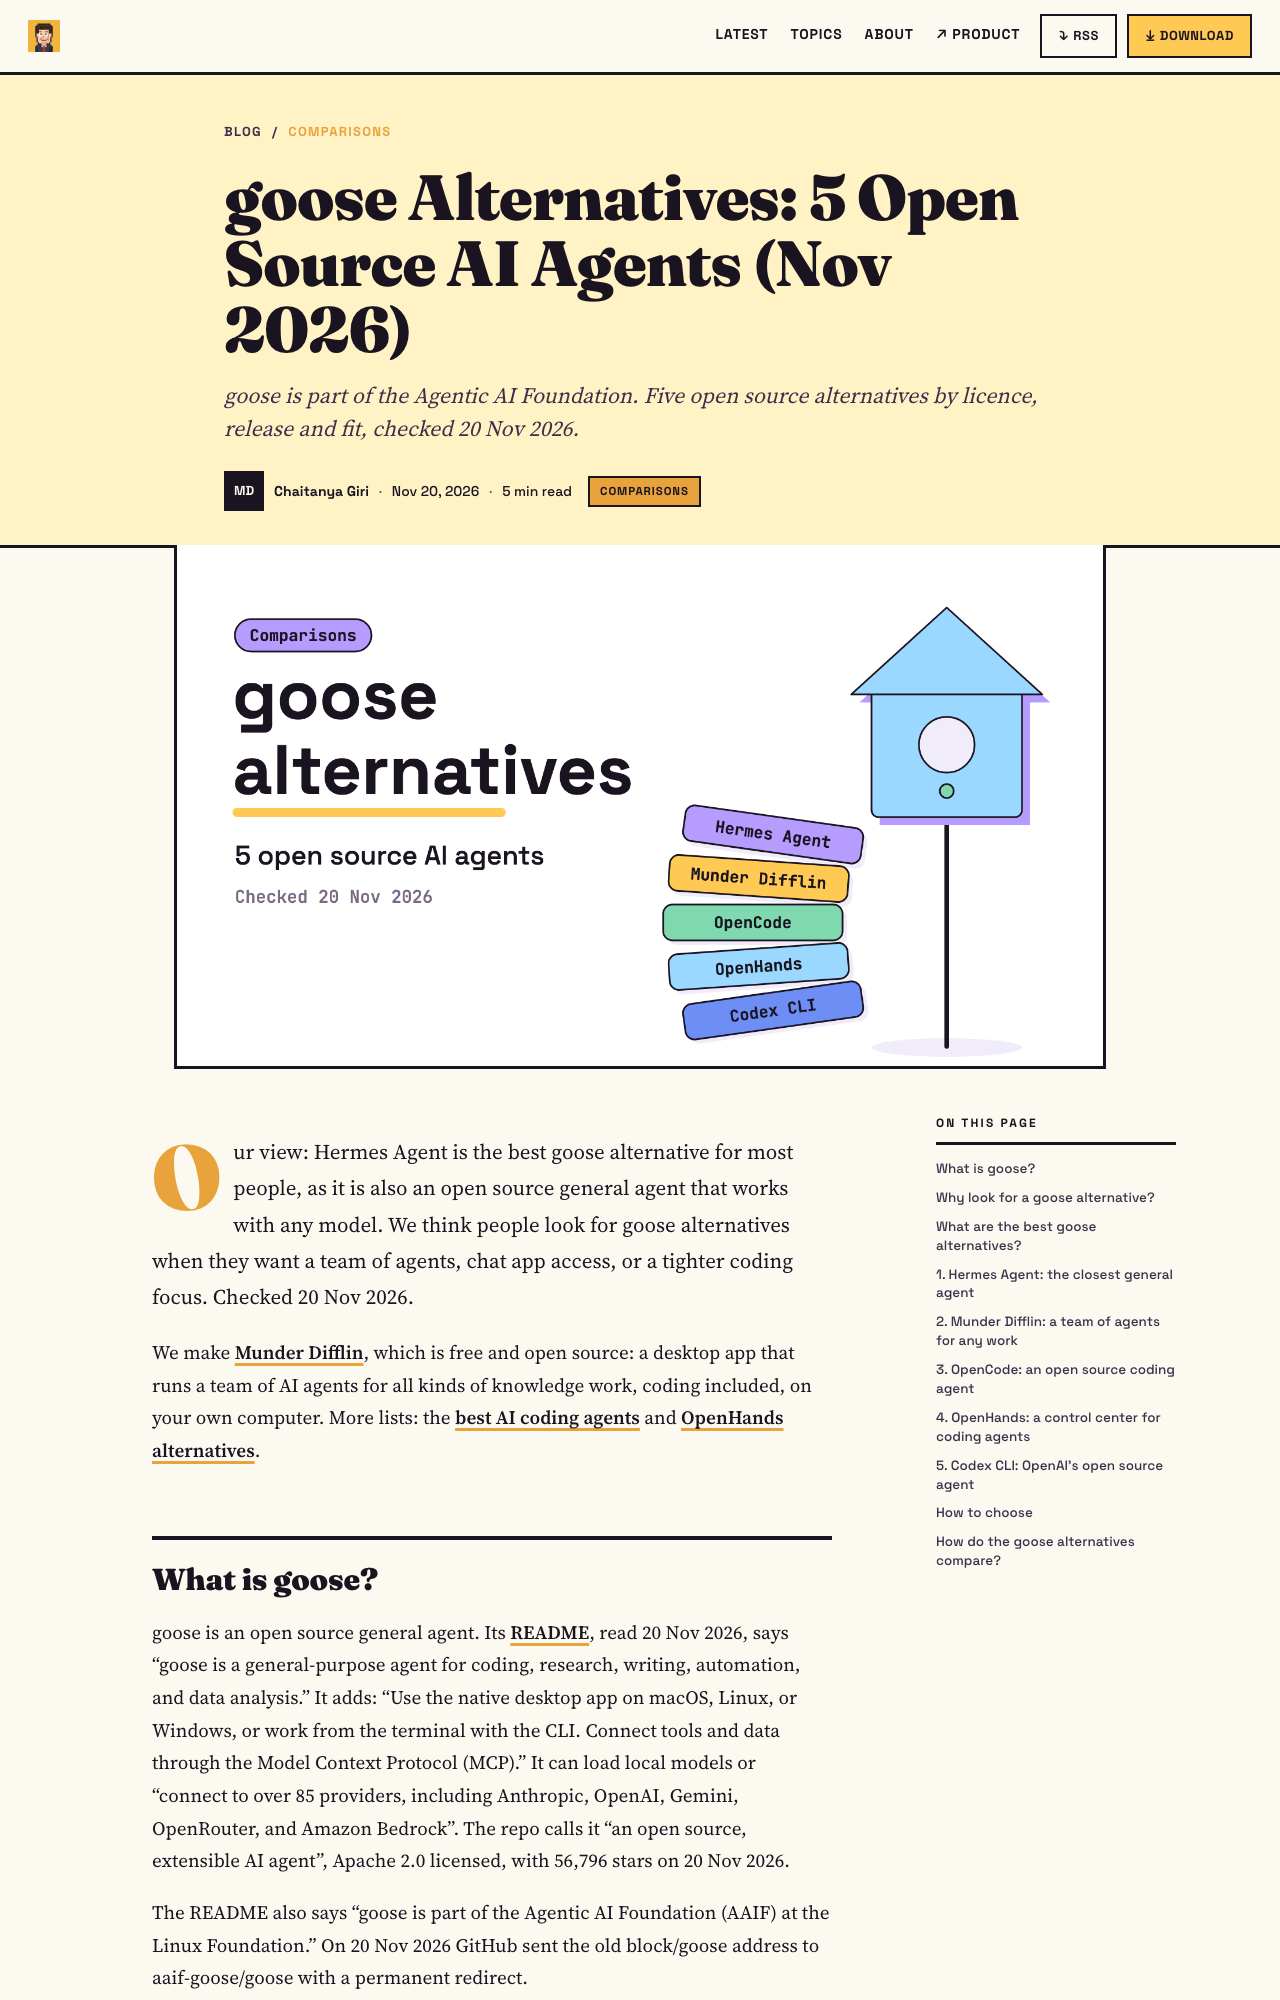 LATEST TOPICS ABOUT ↗ PRODUCT ⤵ RSS ⤓ DOWNLOAD
BLOG / COMPARISONS
goose Alternatives: 5 Open
Source AI Agents (Nov
2026)
goose is part of the Agentic AI Foundation. Five open source alternatives by licence,
release and fit, checked 20 Nov 2026.
MD Chaitanya Giri · Nov 20, 2026 · 5 min read COMPARISONS
Comparisons
goose
alternatives
5 open source AI agents
Checked 20 Nov 2026
Hermes Agent
Munder Difflin
OpenCode
OpenHands
Codex CLI
Our view: Hermes Agent is the best goose alternative for most
people, as it is also an open source general agent that works
with any model. We think people look for goose alternatives
when they want a team of agents, chat app access, or a tighter coding
focus. Checked 20 Nov 2026.
We make Munder Difflin, which is free and open source: a desktop app that
runs a team of AI agents for all kinds of knowledge work, coding included, on
your own computer. More lists: the best AI coding agents and OpenHands
alternatives.
What is goose?
goose is an open source general agent. Its README, read 20 Nov 2026, says
“goose is a general-purpose agent for coding, research, writing, automation,
and data analysis.” It adds: “Use the native desktop app on macOS, Linux, or
Windows, or work from the terminal with the CLI. Connect tools and data
through the Model Context Protocol (MCP).” It can load local models or
“connect to over 85 providers, including Anthropic, OpenAI, Gemini,
OpenRouter, and Amazon Bedrock”. The repo calls it “an open source,
extensible AI agent”, Apache 2.0 licensed, with 56,796 stars on 20 Nov 2026.
The README also says “goose is part of the Agentic AI Foundation (AAIF) at the
Linux Foundation.” On 20 Nov 2026 GitHub sent the old block/goose address to
aaif-goose/goose with a permanent redirect.
ON THIS PAGE
What is goose?
Why look for a goose alternative?
What are the best goose
alternatives?
1. Hermes Agent: the closest general
agent
2. Munder Difflin: a team of agents
for any work
3. OpenCode: an open source coding
agent
4. OpenHands: a control center for
coding agents
5. Codex CLI: OpenAI’s open source
agent
How to choose
How do the goose alternatives
compare?